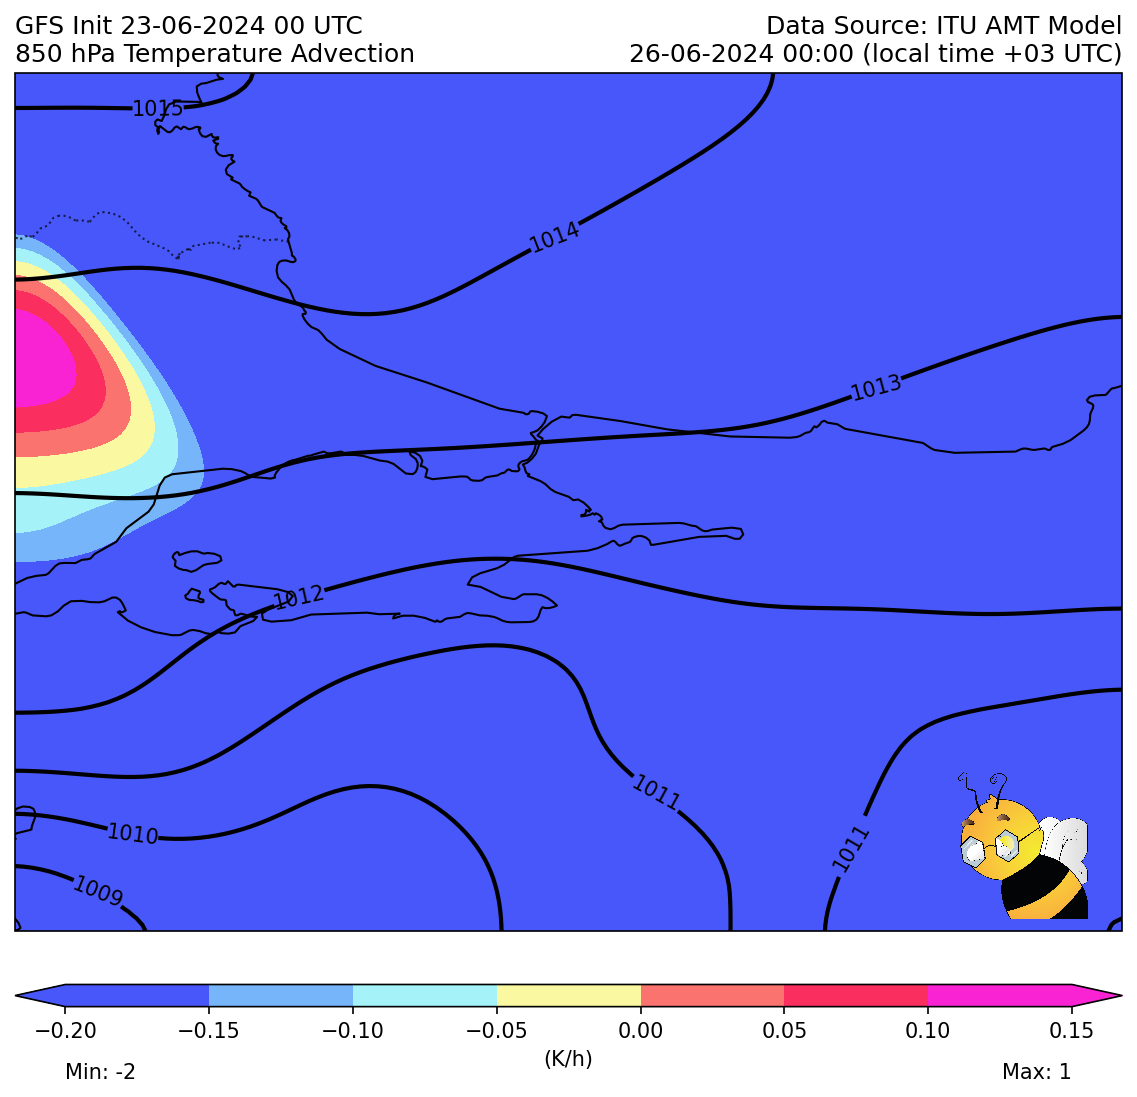 GFS Init 23-06-2024 00 UTC
Data Source: ITU AMT Model
850 hPa Temperature Advection
26-06-2024 00:00 (local time +03 UTC)
1015
1014
1013
1012
1011
1011
1010
1009
−0.20 −0.15 −0.10 −0.05 0.00 0.05 0.10 0.15
(K/h)
Min: -2
Max: 1